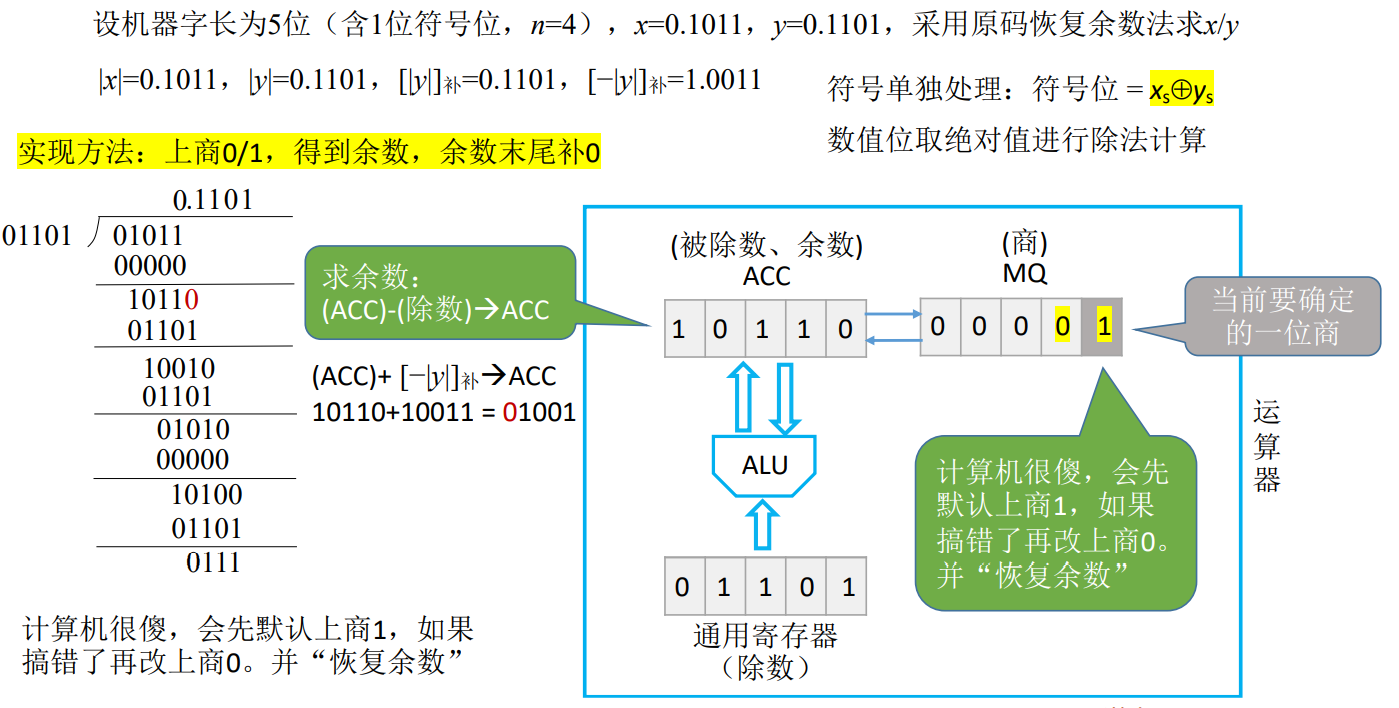 设机器字长为5位（含1位符号位，n=4），x=0.1011，y=0.1101，采用原码恢复余数法求x/y
|x|=0.1011，|y|=0.1101，[|y|]补=0.1101，[−|y|]补=1.0011
符号单独处理：符号位 = xs⊕ys
数值位取绝对值进行除法计算
实现方法：上商0/1，得到余数，余数末尾补0
0.1101
01101
01011
00000
10110
01101
10010
01101
01010
00000
10100
01101
0111
求余数：
(ACC)-(除数)→ACC
(ACC)+ [−|y|]补→ACC
10110+10011 = 01001
(被除数、余数)
ACC
1 0 1 1 0
(商)
MQ
0 0 0 0 1
当前要确定
的一位商
ALU
0 1 1 0 1
通用寄存器
（除数）
运
算
器
计算机很傻，会先
默认上商1，如果
搞错了再改上商0。
并“恢复余数”
计算机很傻，会先默认上商1，如果
搞错了再改上商0。并“恢复余数”